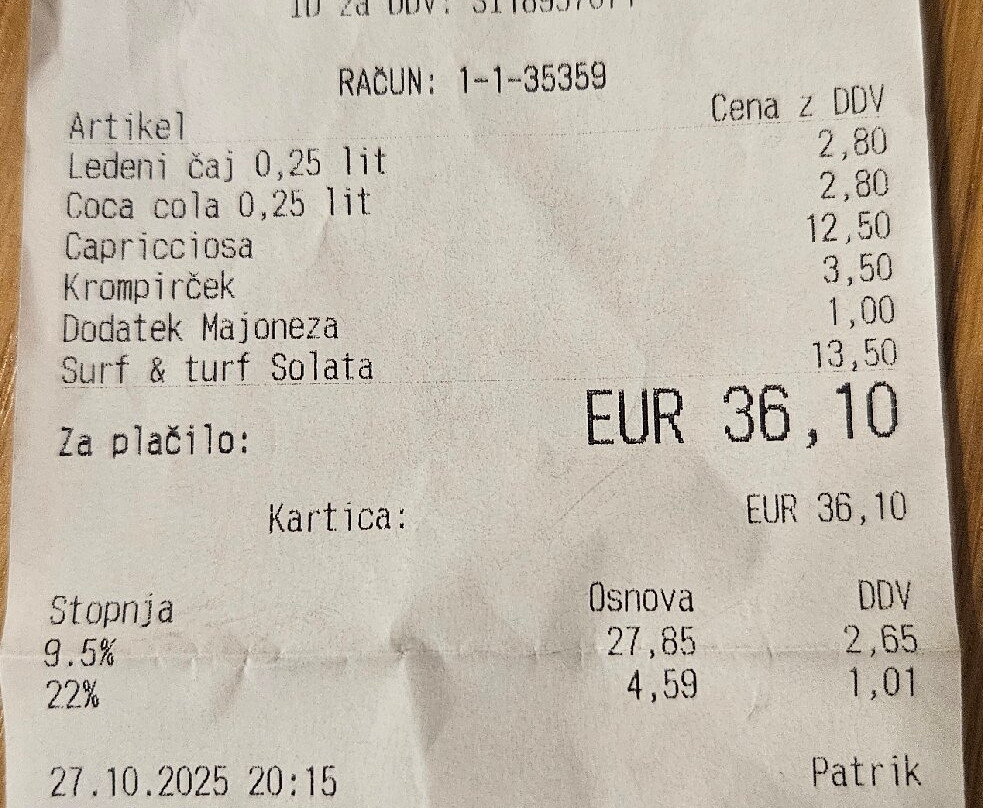 ID za DDV:
RAČUN: 1-1-35359
Artikel Cena z DDV
Ledeni čaj 0,25 lit 2,80
Coca cola 0,25 lit 2,80
Capricciosa 12,50
Krompirček 3,50
Dodatek Majoneza 1,00
Surf & turf Solata 13,50
Za plačilo: EUR 36,10
Kartica: EUR 36,10
Stopnja Osnova DDV
9.5% 27,85 2,65
22% 4,59 1,01
27.10.2025 20:15 Patrik